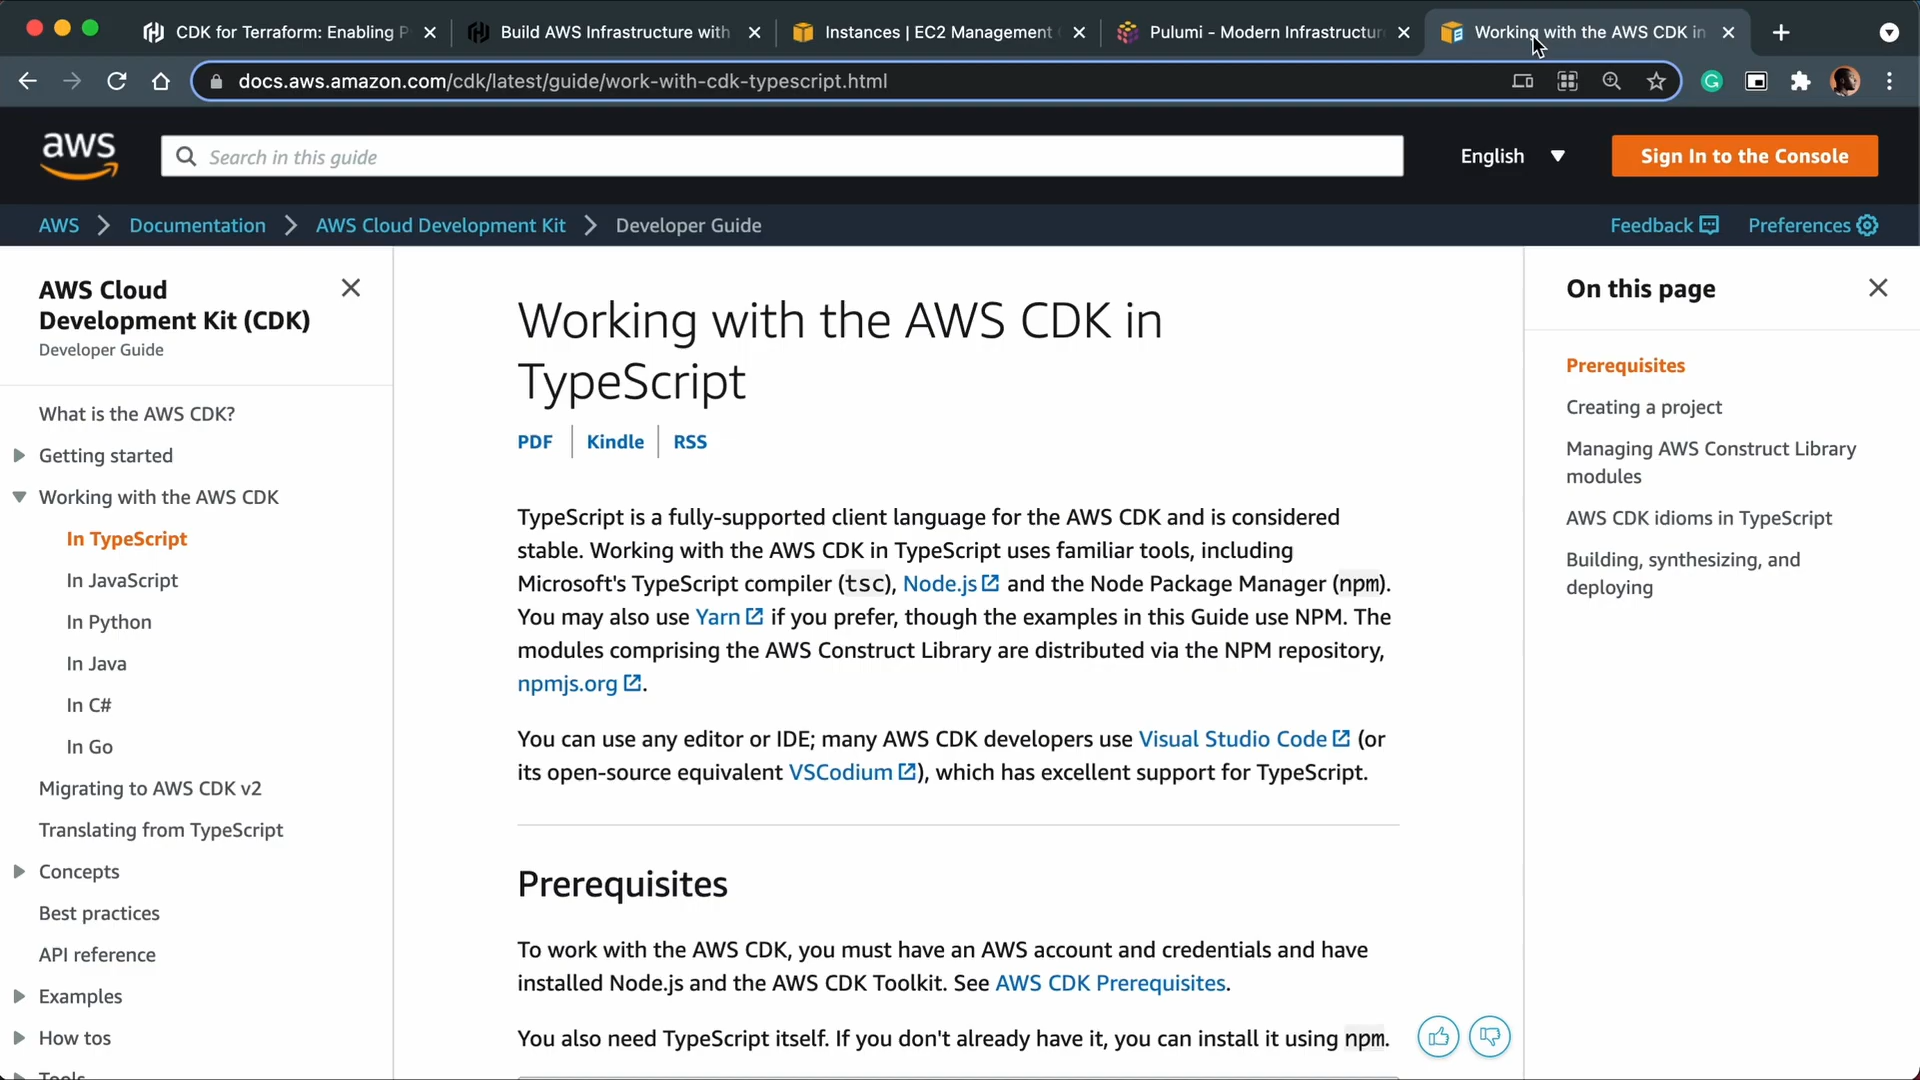 CDK for Terraform: Enabling P
Build AWS Infrastructure with
Instances | EC2 Management
Pulumi - Modern Infrastructur
Working with the AWS CDK in
docs.aws.amazon.com/cdk/latest/guide/work-with-cdk-typescript.html
aws
Search in this guide
English
Sign In to the Console
AWS
Documentation
AWS Cloud Development Kit
Developer Guide
Feedback
Preferences
AWS Cloud
Development Kit (CDK)
Developer Guide
What is the AWS CDK?
Getting started
Working with the AWS CDK
In TypeScript
In JavaScript
In Python
In Java
In C#
In Go
Migrating to AWS CDK v2
Translating from TypeScript
Concepts
Best practices
API reference
Examples
How tos
Tools
Working with the AWS CDK in
TypeScript
PDF
Kindle
RSS
TypeScript is a fully-supported client language for the AWS CDK and is considered
stable. Working with the AWS CDK in TypeScript uses familiar tools, including
Microsoft's TypeScript compiler (tsc), Node.js and the Node Package Manager (npm).
You may also use Yarn if you prefer, though the examples in this Guide use NPM. The
modules comprising the AWS Construct Library are distributed via the NPM repository,
npmjs.org.
You can use any editor or IDE; many AWS CDK developers use Visual Studio Code (or
its open-source equivalent VSCodium), which has excellent support for TypeScript.
Prerequisites
To work with the AWS CDK, you must have an AWS account and credentials and have
installed Node.js and the AWS CDK Toolkit. See AWS CDK Prerequisites.
You also need TypeScript itself. If you don't already have it, you can install it using npm.
On this page
Prerequisites
Creating a project
Managing AWS Construct Library
modules
AWS CDK idioms in TypeScript
Building, synthesizing, and
deploying